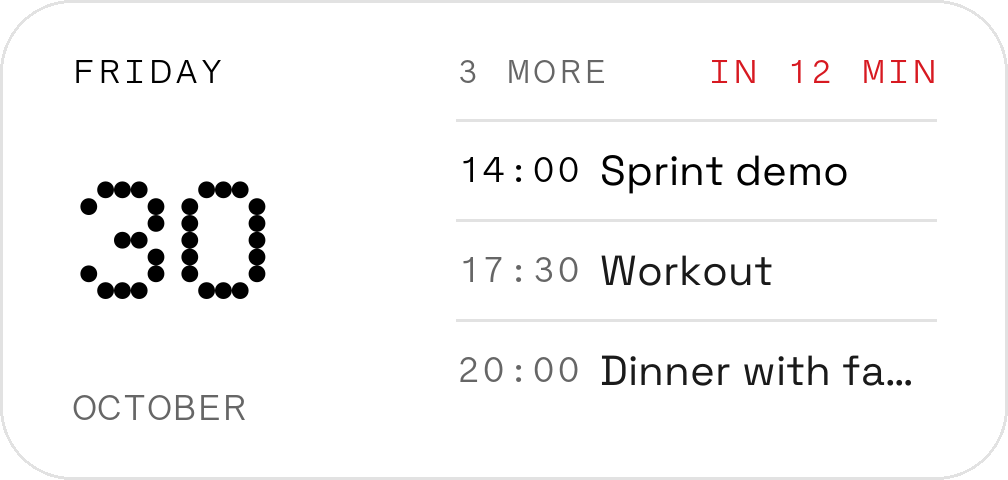 FRIDAY
30
OCTOBER
3 MORE IN 12 MIN
14:00 Sprint demo
17:30 Workout
20:00 Dinner with fa…